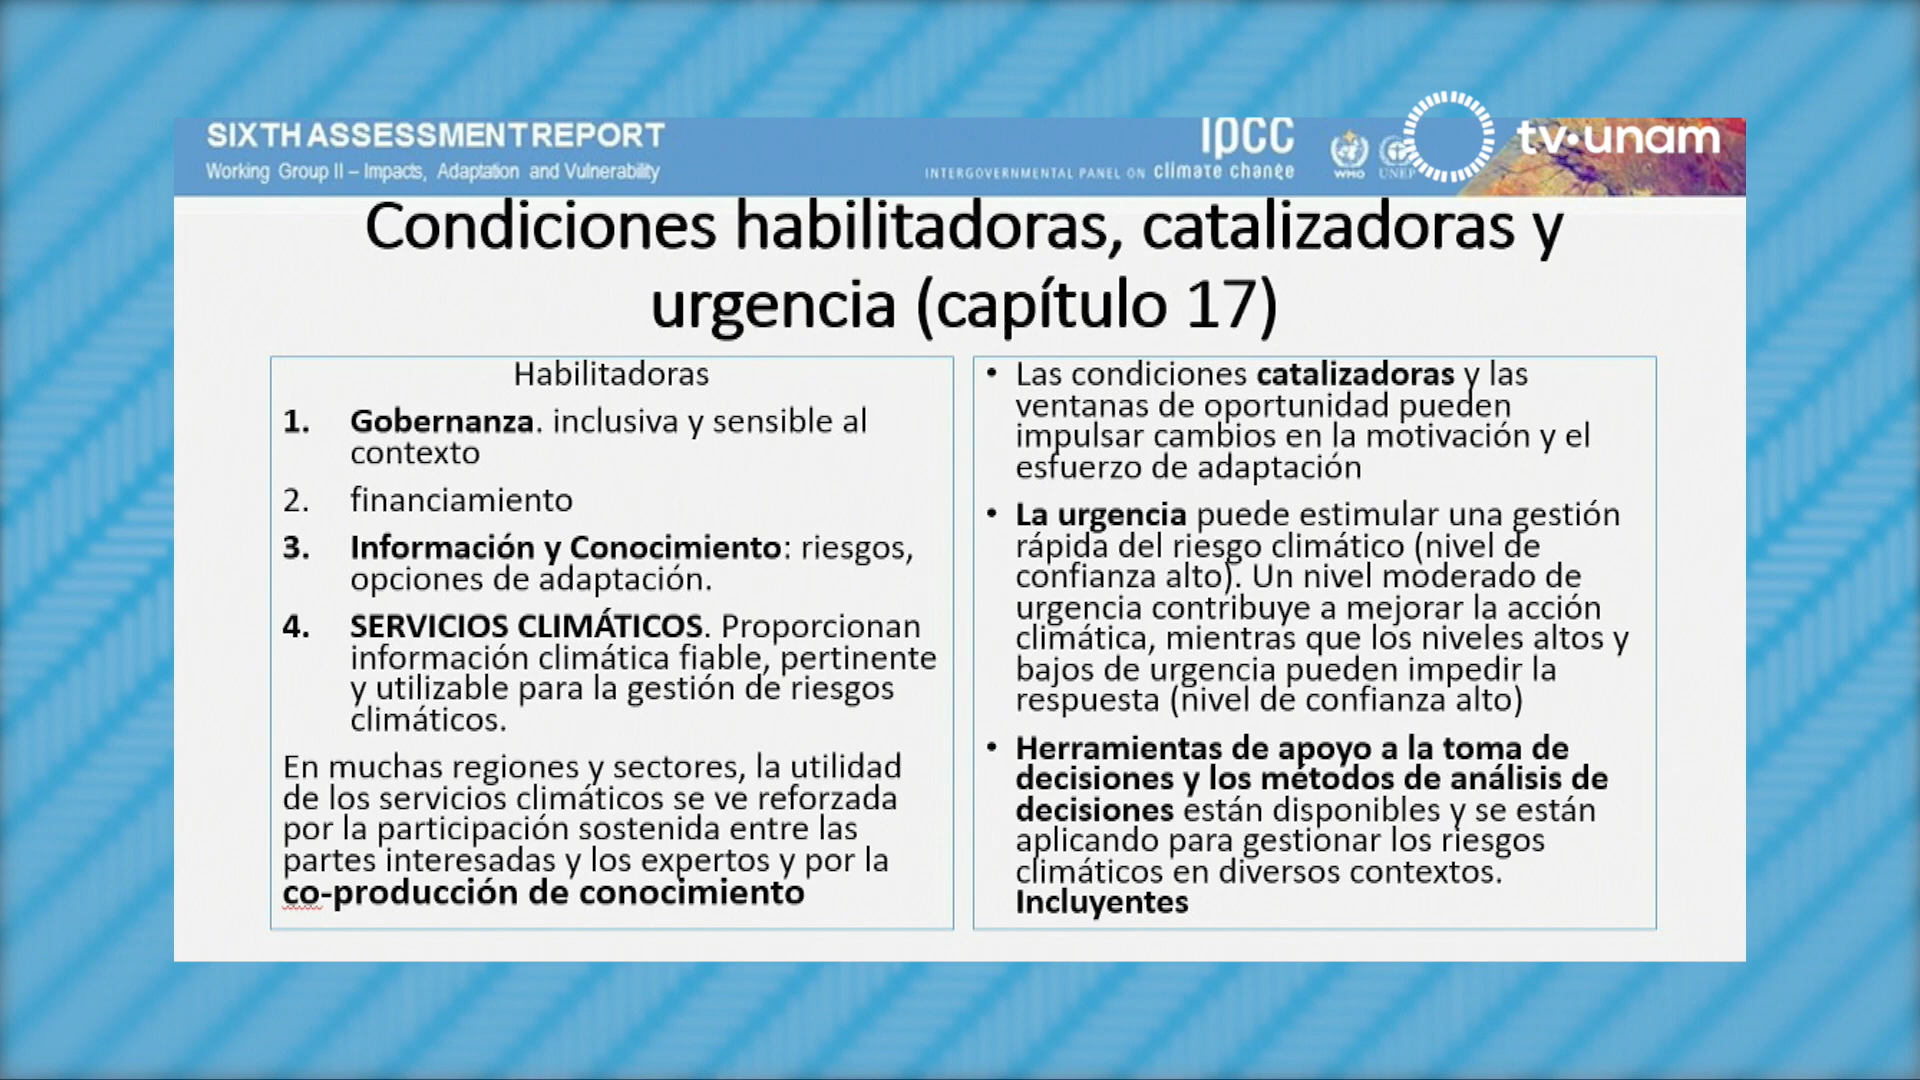 SIXTH ASSESSMENT REPORT
Working Group II – Impacts, Adaptation and Vulnerability
ipcc
INTERGOVERNMENTAL PANEL ON climate change
WMO
UNEP
tv·unam
Condiciones habilitadoras, catalizadoras y
urgencia (capítulo 17)
Habilitadoras
1. Gobernanza. inclusiva y sensible al
contexto
2. financiamiento
3. Información y Conocimiento: riesgos,
opciones de adaptación.
4. SERVICIOS CLIMÁTICOS. Proporcionan
información climática fiable, pertinente
y utilizable para la gestión de riesgos
climáticos.
En muchas regiones y sectores, la utilidad
de los servicios climáticos se ve reforzada
por la participación sostenida entre las
partes interesadas y los expertos y por la
co-producción de conocimiento
• Las condiciones catalizadoras y las
ventanas de oportunidad pueden
impulsar cambios en la motivación y el
esfuerzo de adaptación
• La urgencia puede estimular una gestión
rápida del riesgo climático (nivel de
confianza alto). Un nivel moderado de
urgencia contribuye a mejorar la acción
climática, mientras que los niveles altos y
bajos de urgencia pueden impedir la
respuesta (nivel de confianza alto)
• Herramientas de apoyo a la toma de
decisiones y los métodos de análisis de
decisiones están disponibles y se están
aplicando para gestionar los riesgos
climáticos en diversos contextos.
Incluyentes